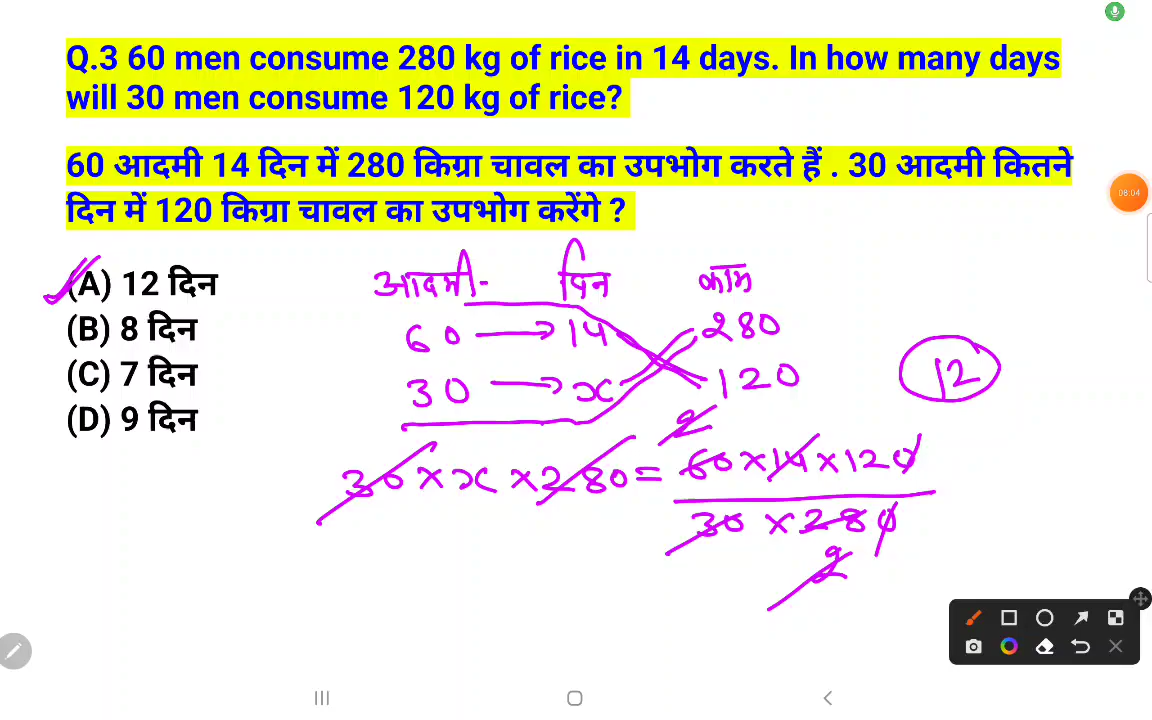 Q.3 60 men consume 280 kg of rice in 14 days. In how many days
will 30 men consume 120 kg of rice?
60 आदमी 14 दिन में 280 किग्रा चावल का उपभोग करते हैं . 30 आदमी कितने
दिन में 120 किग्रा चावल का उपभोग करेंगे ?
08:04
(A) 12 दिन
(B) 8 दिन
(C) 7 दिन
(D) 9 दिन
आदमी- दिन काम
60 → 14 280
30 → x 120
12
2
30 × x × 280 = 60 × 14 × 120
30 × 280
2